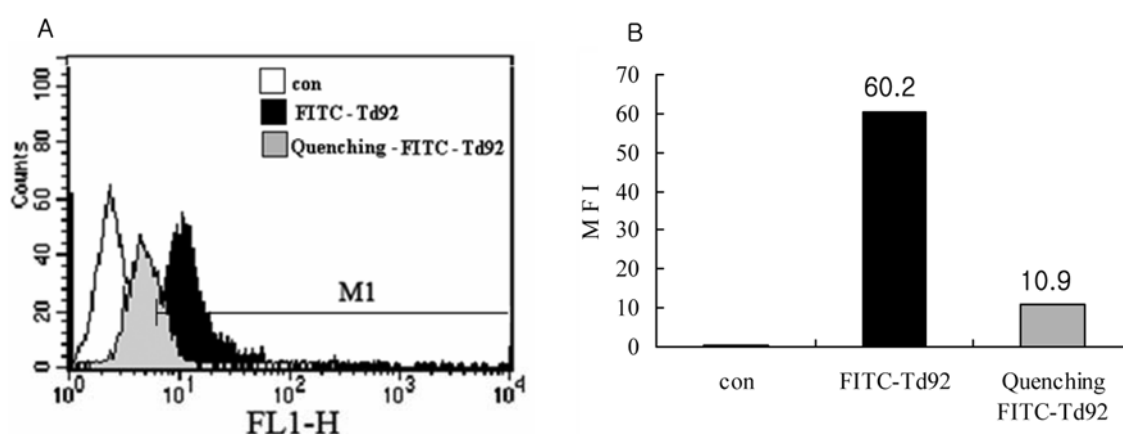 A
con
FITC - Td92
Quenching - FITC - Td92
Counts
100
80
60
40
20
0
M1
10⁰ 10¹ 10² 10³ 10⁴
FL1-H
B
MFI
70
60
50
40
30
20
10
0
60.2
10.9
con FITC-Td92 Quenching
FITC-Td92